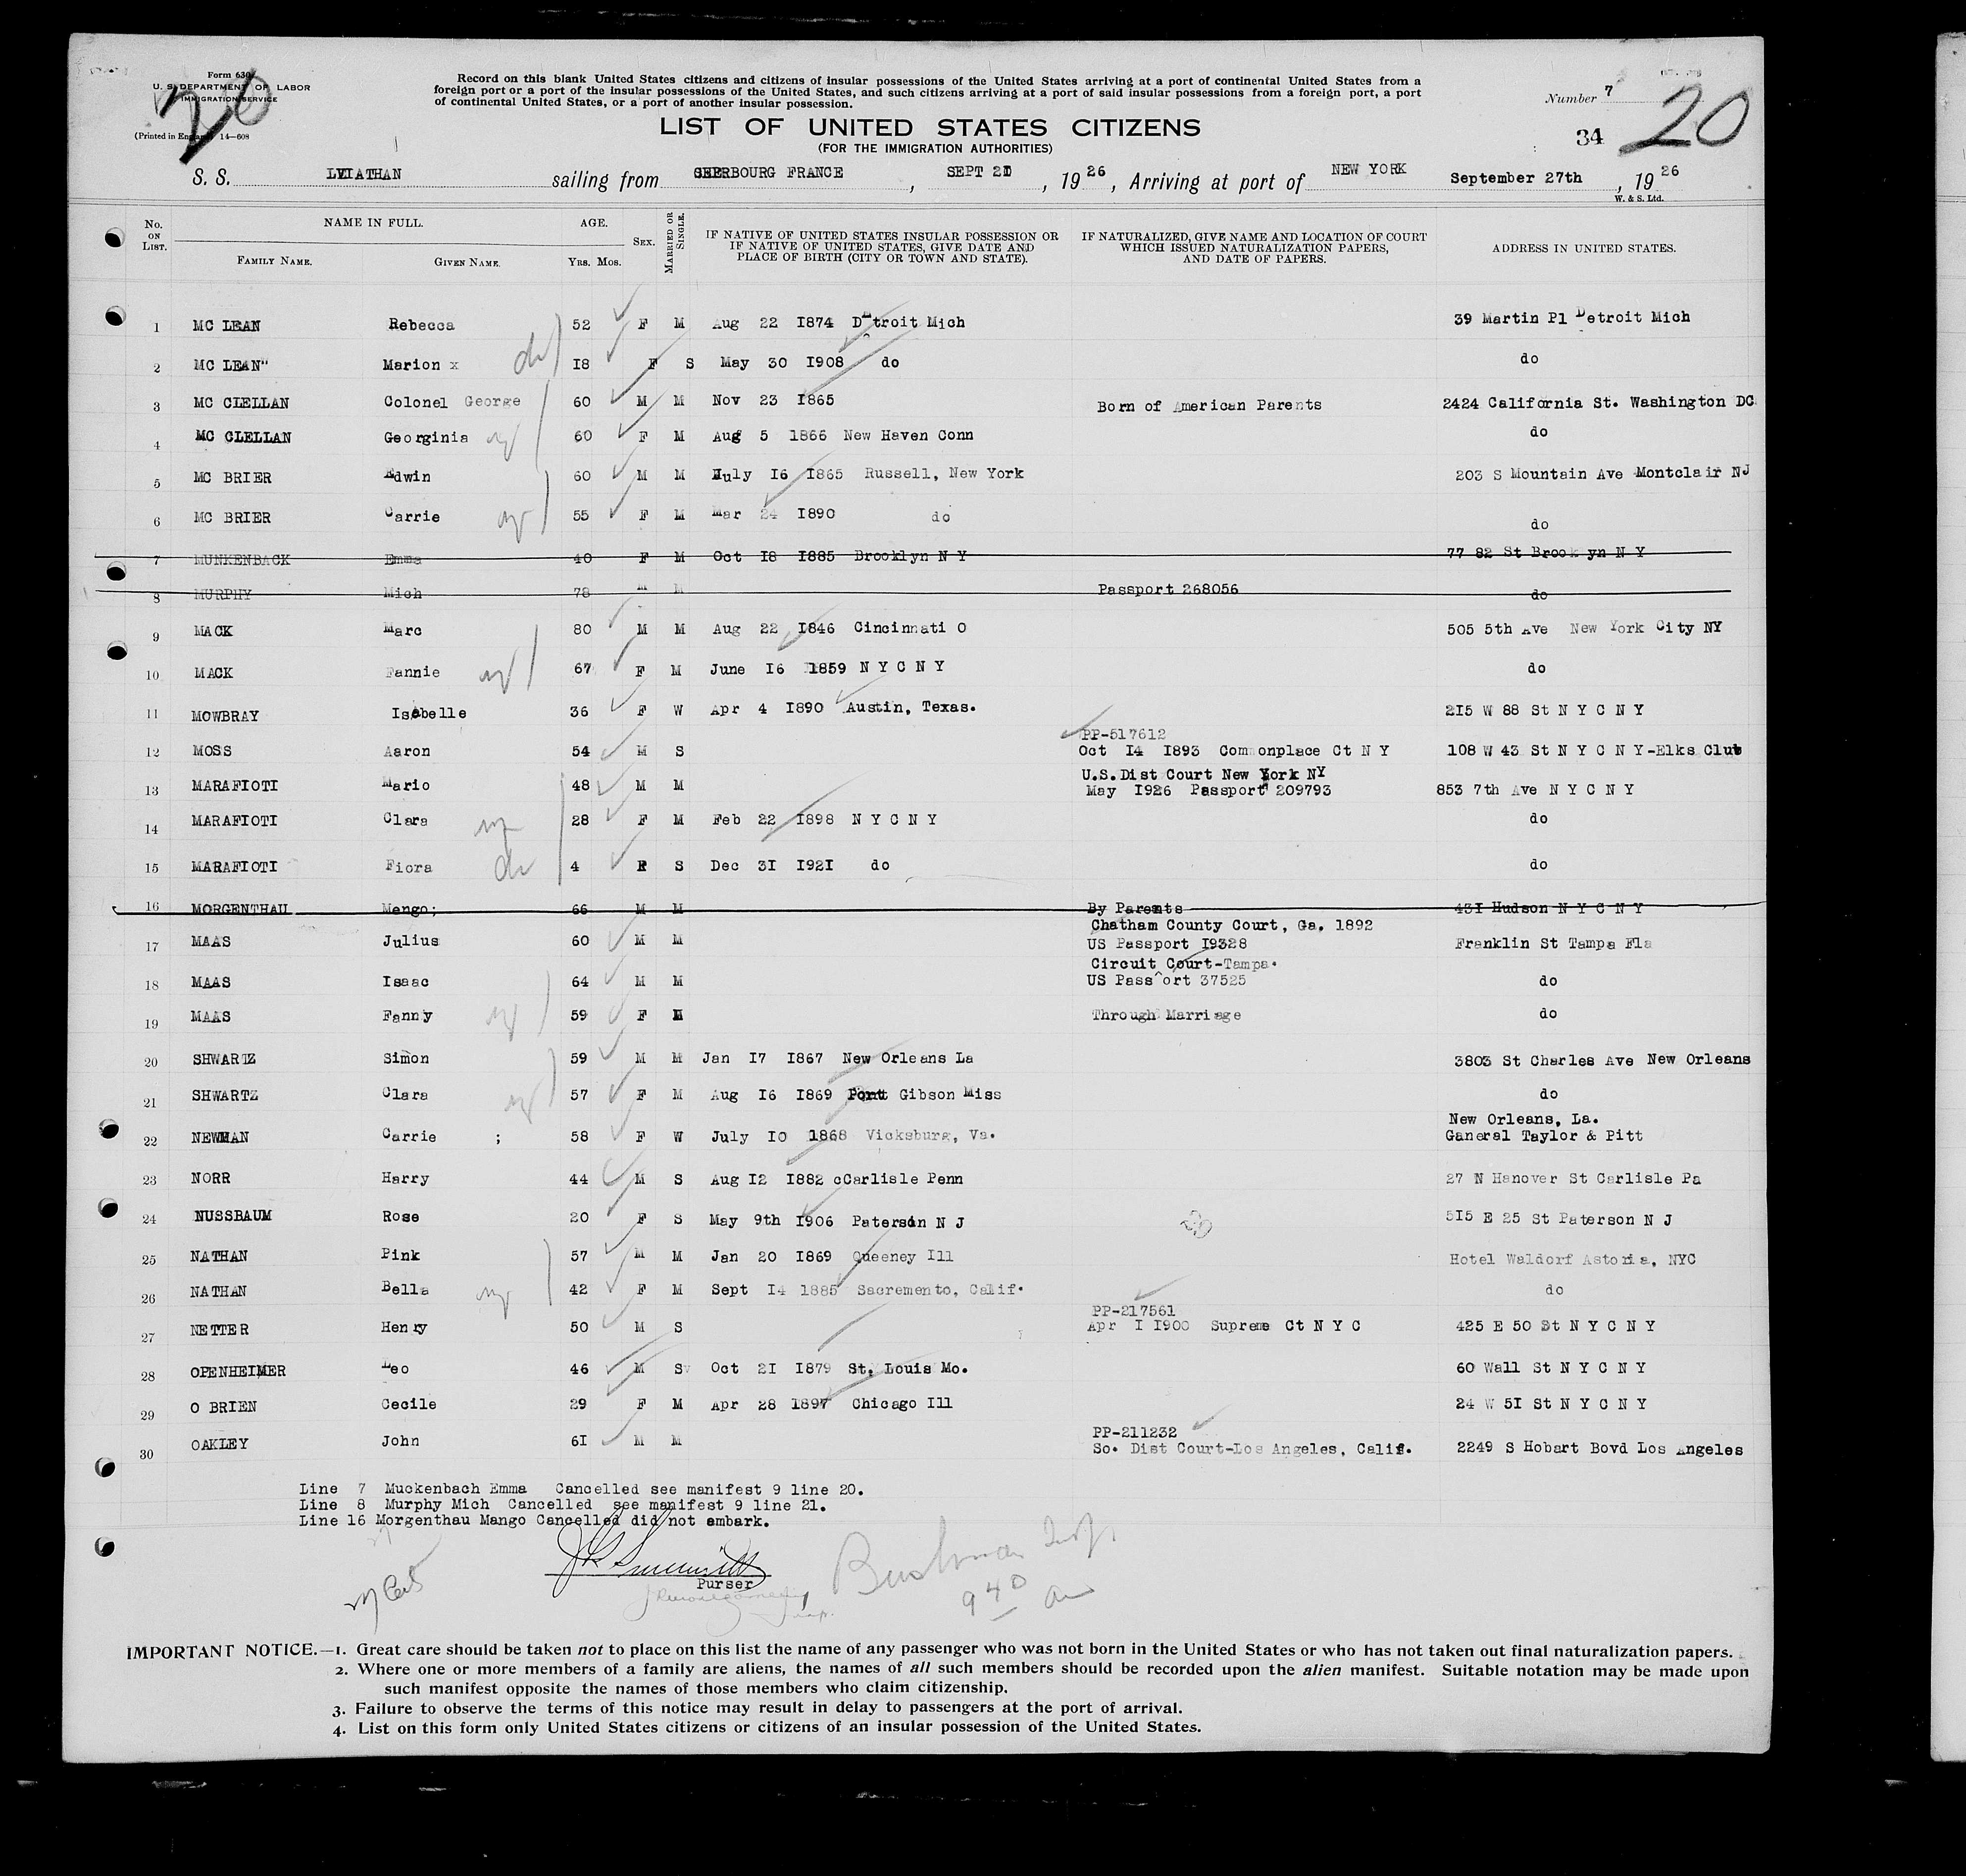 Form 630
U. S. DEPARTMENT OF LABOR
IMMIGRATION SERVICE
(Printed in England) 14—608
20
Record on this blank United States citizens and citizens of insular possessions of the United States arriving at a port of continental United States from a
foreign port or a port of the insular possessions of the United States, and such citizens arriving at a port of said insular possessions from a foreign port, a port
of continental United States, or a port of another insular possession.
Number 7
34 20
LIST OF UNITED STATES CITIZENS
(FOR THE IMMIGRATION AUTHORITIES)
S. S. LEVIATHAN sailing from CHERBOURG FRANCE, SEPT 21, 1926, Arriving at port of NEW YORK September 27th, 1926
W. & S. Ltd.
No. ON LIST. NAME IN FULL. FAMILY NAME. GIVEN NAME. AGE. YRS. MOS. SEX. MARRIED OR SINGLE. IF NATIVE OF UNITED STATES INSULAR POSSESSION OR IF NATIVE OF UNITED STATES, GIVE DATE AND PLACE OF BIRTH (CITY OR TOWN AND STATE). IF NATURALIZED, GIVE NAME AND LOCATION OF COURT WHICH ISSUED NATURALIZATION PAPERS, AND DATE OF PAPERS. ADDRESS IN UNITED STATES.
1 MC LEAN Rebecca 52 F M Aug 22 1874 Detroit Mich 39 Martin Pl Detroit Mich
2 MC LEAN" Marion x 18 F S May 30 1908 do do
3 MC CLELLAN Colonel George 60 M M Nov 23 1865 Born of American Parents 2424 California St. Washington DC
4 MC CLELLAN Georginia 60 F M Aug 5 1866 New Haven Conn do
5 MC BRIER Edwin 60 M M July 16 1865 Russell, New York 203 S Mountain Ave Montclair NJ
6 MC BRIER Carrie 55 F M Mar 24 1890 do do
7 MUNKENBACK Emma 40 F M Oct 18 1885 Brooklyn N Y 77 82 St Brook yn N Y
8 MURPHY Mich 78 M M Passport 268056 do
9 MACK Marc 80 M M Aug 22 1846 Cincinnati O 505 5th Ave New York City NY
10 MACK Fannie 67 F M June 16 1859 N Y C N Y do
11 MOWBRAY Isabelle 36 F W Apr 4 1890 Austin, Texas. 215 W 88 St N Y C N Y
PP-517612
12 MOSS Aaron 54 M S Oct 14 1893 Commonplace Ct N Y 108 W 43 St N Y C N Y-Elks Club
U.S. Dist Court New York NY
13 MARAFIOTI Mario 48 M M May 1926 Passport 209793 853 7th Ave N Y C N Y
14 MARAFIOTI Clara 28 F M Feb 22 1898 N Y C N Y do
15 MARAFIOTI Fiora 4 F S Dec 31 1921 do do
16 MORGENTHAU Mengo; 66 M M By Parents 431 Hudson N Y C N Y
Chatham County Court, Ga. 1892
17 MAAS Julius 60 M M US Passport 19328 Franklin St Tampa Fla
Circuit Court-Tampa.
18 MAAS Isaac 64 M M US Pass^ort 37525 do
19 MAAS Fanny 59 F M Through Marriage do
20 SHWARTZ Simon 59 M M Jan 17 1867 New Orleans La 3803 St Charles Ave New Orleans
21 SHWARTZ Clara 57 F M Aug 16 1869 Port Gibson Miss do
New Orleans, La.
22 NEWMAN Carrie ; 58 F W July 10 1868 Vicksburg, Va. Ganeral Taylor & Pitt
23 NORR Harry 44 M S Aug 12 1882 cCarlisle Penn 27 N Hanover St Carlisle Pa
24 NUSSBAUM Rose 20 F S May 9th 1906 Paterson N J 515 E 25 St Paterson N J
25 NATHAN Pink 57 M M Jan 20 1869 Queeney Ill Hotel Waldorf Astoria, NYC
26 NATHAN Bella 42 F M Sept 14 1885 Sacremento, Calif. do
PP-217561
27 NETTER Henry 50 M S Apr 1 1900 Supreme Ct N Y C 425 E 50 St N Y C N Y
28 OPENHEIMER Leo 46 M S Oct 21 1879 St. Louis Mo. 60 Wall St N Y C N Y
29 O BRIEN Cecile 29 F M Apr 28 1897 Chicago Ill 24 W 51 St N Y C N Y
PP-211232
30 OAKLEY John 61 M M So. Dist Court-Los Angeles, Calif. 2249 S Hobart Bovd Los Angeles
Line 7 Muckenbach Emma Cancelled see manifest 9 line 20.
Line 8 Murphy Mich Cancelled see manifest 9 line 21.
Line 16 Morgenthau Mango Cancelled did not embark.
Purser
9 40 am
IMPORTANT NOTICE.—1. Great care should be taken not to place on this list the name of any passenger who was not born in the United States or who has not taken out final naturalization papers.
2. Where one or more members of a family are aliens, the names of all such members should be recorded upon the alien manifest. Suitable notation may be made upon
such manifest opposite the names of those members who claim citizenship.
3. Failure to observe the terms of this notice may result in delay to passengers at the port of arrival.
4. List on this form only United States citizens or citizens of an insular possession of the United States.